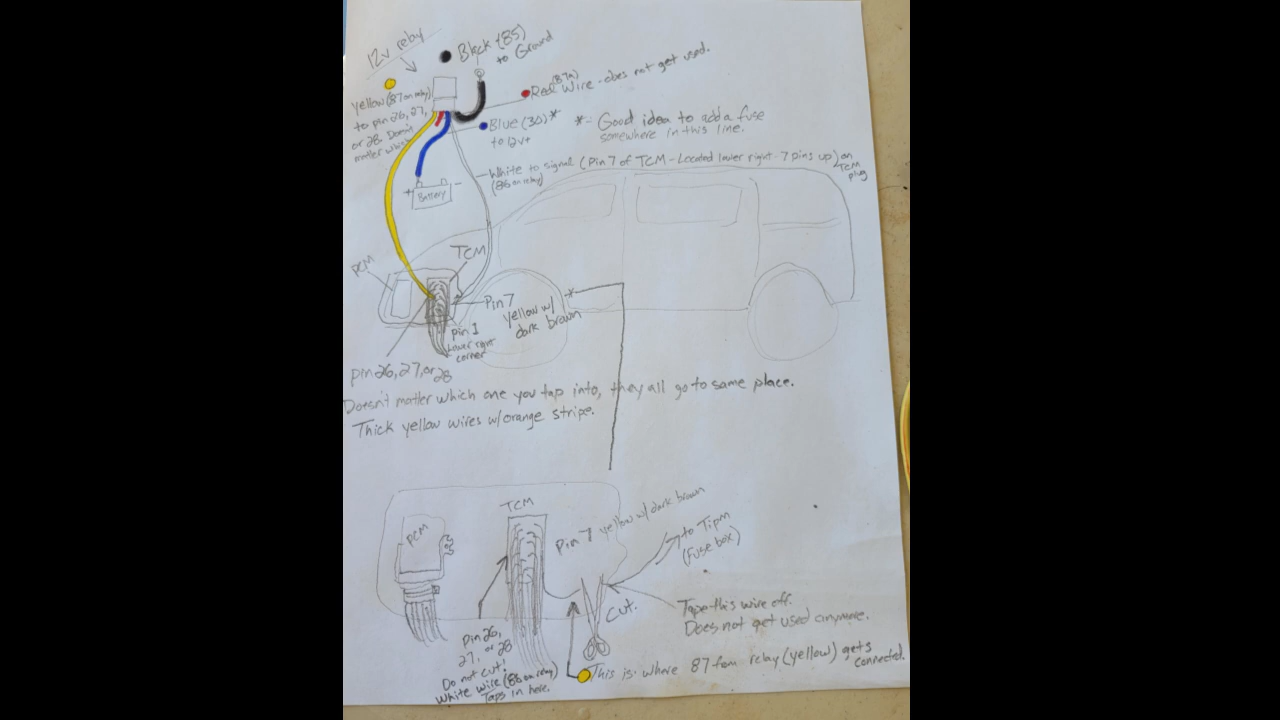 12v relay
Black (85)
to Ground
Yellow (87 on relay)
to pin 26, 27,
or 28. Doesn't
matter which
(87a)
Red Wire - does not get used.
Blue (30)*
to 12v+
* - Good idea to add a fuse
somewhere in this line.
White to signal (Pin 7 of TCM - Located lower right - 7 pins up) on
TCM
plug
(86 on relay)
+ -
Battery
PCM
TCM
Pin 7
yellow w/
dark brown
*
pin 1
Lower right
corner
pin 26, 27, or
28
Doesn't matter which one you tap into, they all go to same place.
Thick yellow wires w/orange stripe.
PCM
TCM
Pin 7 yellow w/ dark brown
to Tipm
(Fuse box)
Cut.
Tape this wire off.
Does not get used anymore.
pin 26,
27, or 28
Do not cut!
White wire (86 on relay)
Taps in here.
This is where 87 from relay (yellow) gets
connected.